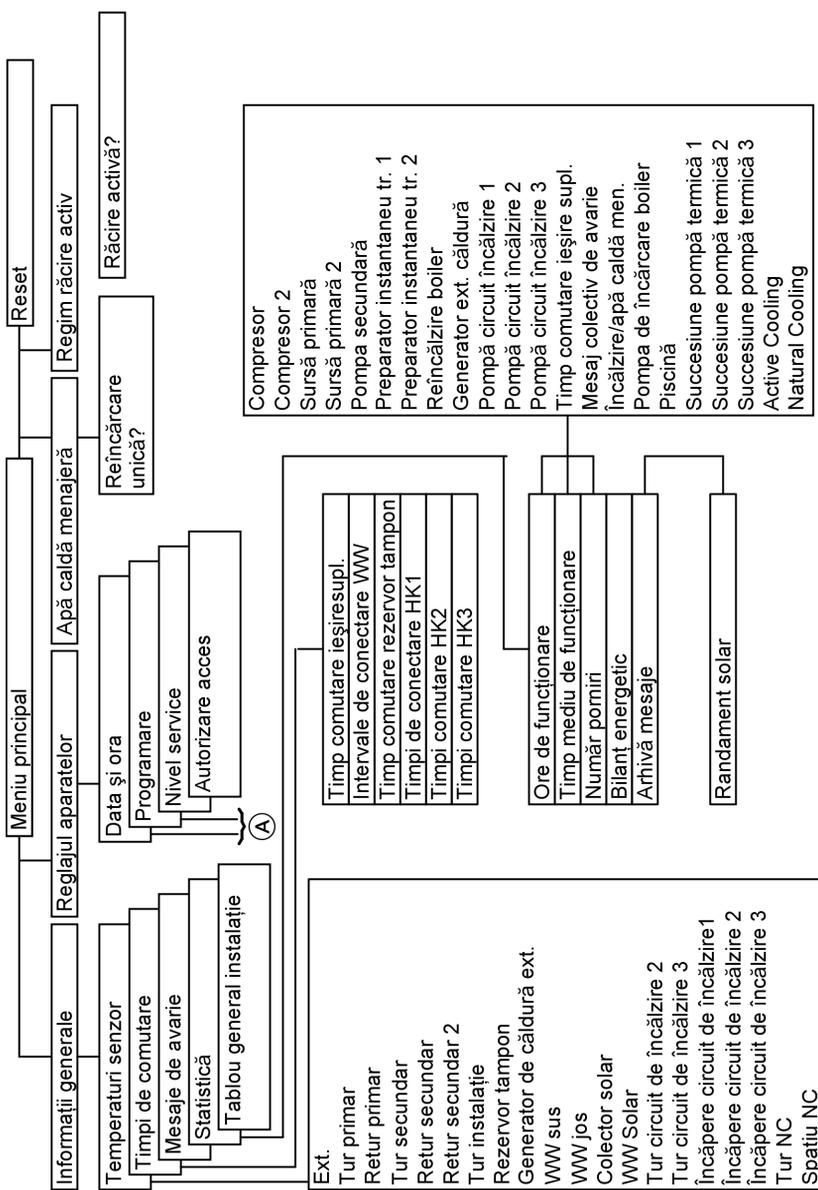 Meniu principal
Reset
Informații generale
Reglajul aparatelor
Apă caldă menajeră
Regim răcire activ
Temperaturi senzor
Timpi de comutare
Mesaje de avarie
Statistică
Tablou general instalație
Data și ora
Programare
Nivel service
Autorizare acces
A
Reîncărcare
unică?
Răcire activă?
Ext.
Tur primar
Retur primar
Tur secundar
Retur secundar
Retur secundar 2
Tur instalație
Rezervor tampon
Generator de căldură ext.
WW sus
WW jos
Colector solar
WW Solar
Tur circuit de încălzire 2
Tur circuit de încălzire 3
Încăpere circuit de încălzire1
Încăpere circuit de încălzire 2
Încăpere circuit de încălzire 3
Tur NC
Spațiu NC
Timp comutare ieșiresupl.
Intervale de conectare WW
Timp comutare rezervor tampon
Timpi de conectare HK1
Timpi comutare HK2
Timpi comutare HK3
Ore de funcționare
Timp mediu de funcționare
Număr porniri
Bilanț energetic
Arhivă mesaje
Randament solar
Compresor
Compresor 2
Sursă primară
Sursă primară 2
Pompa secundară
Preparator instantaneu tr. 1
Preparator instantaneu tr. 2
Reîncălzire boiler
Generator ext. căldură
Pompă circuit încălzire 1
Pompă circuit încălzire 2
Pompă circuit încălzire 3
Timp comutare ieșire supl.
Mesaj colectiv de avarie
Încălzire/apă caldă men.
Pompa de încărcare boiler
Piscină
Succesiune pompă termică 1
Succesiune pompă termică 2
Succesiune pompă termică 3
Active Cooling
Natural Cooling